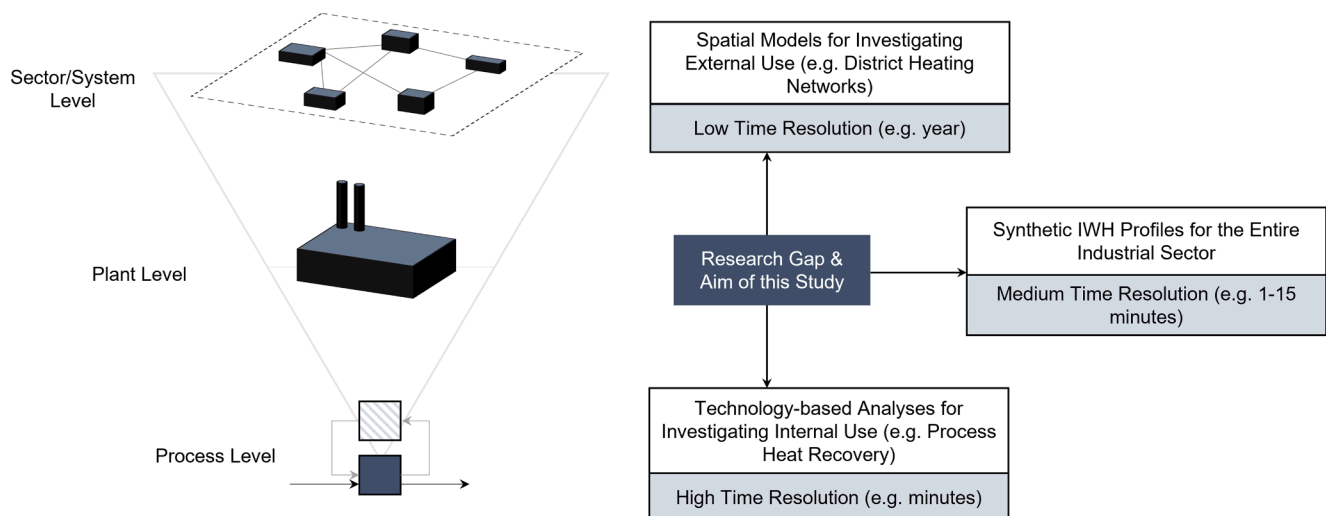 Sector/System
Level
Plant Level
Process Level
Spatial Models for Investigating
External Use (e.g. District Heating
Networks)
Low Time Resolution (e.g. year)
Research Gap &
Aim of this Study
Synthetic IWH Profiles for the Entire
Industrial Sector
Medium Time Resolution (e.g. 1-15
minutes)
Technology-based Analyses for
Investigating Internal Use (e.g. Process
Heat Recovery)
High Time Resolution (e.g. minutes)